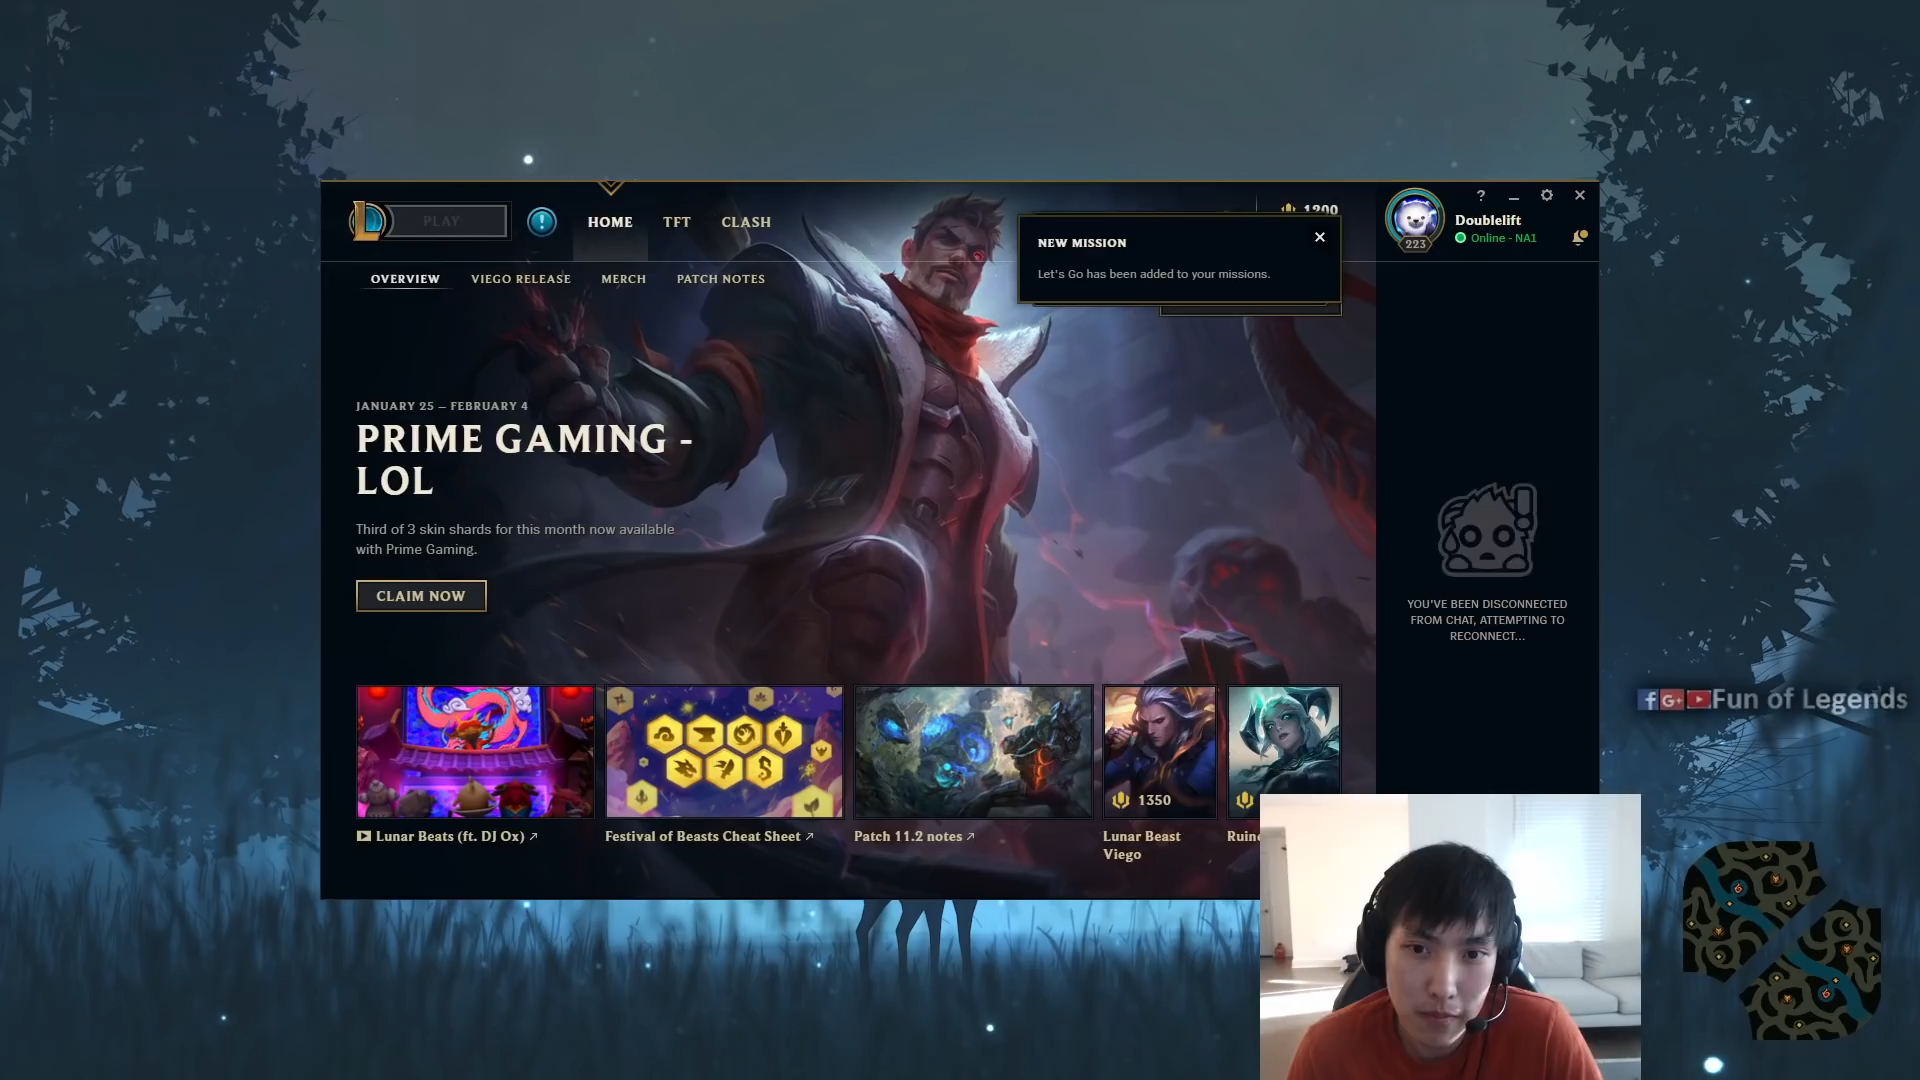 PLAY
HOME
TFT
CLASH
1200
?
Doublelift
Online - NA1
223
NEW MISSION
Let's Go has been added to your missions.
OVERVIEW
VIEGO RELEASE
MERCH
PATCH NOTES
JANUARY 25 – FEBRUARY 4
PRIME GAMING -
LOL
Third of 3 skin shards for this month now available
with Prime Gaming.
CLAIM NOW
YOU'VE BEEN DISCONNECTED
FROM CHAT, ATTEMPTING TO
RECONNECT...
Fun of Legends
1350
Lunar Beats (ft. DJ Ox)
Festival of Beasts Cheat Sheet
Patch 11.2 notes
Lunar Beast
Viego